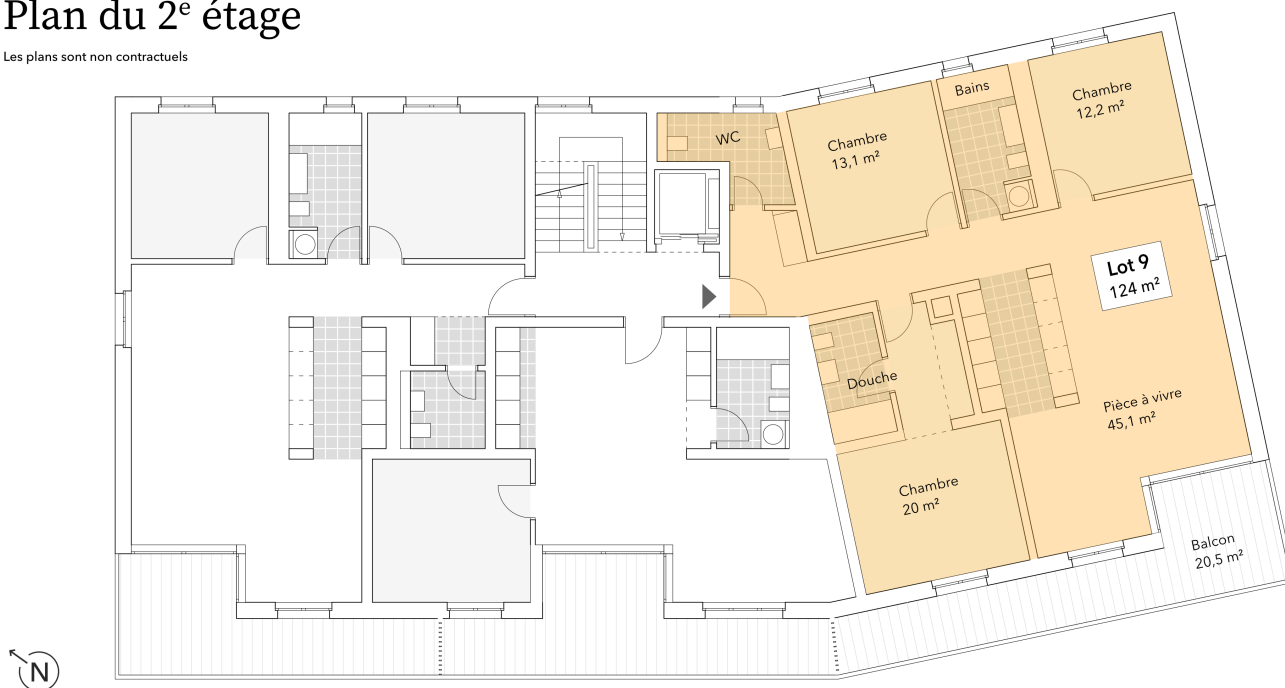 Plan du 2e étage
Les plans sont non contractuels
WC
Chambre
13,1 m²
Bains
Chambre
12,2 m²
Lot 9
124 m²
Douche
Pièce à vivre
45,1 m²
Chambre
20 m²
Balcon
20,5 m²
N